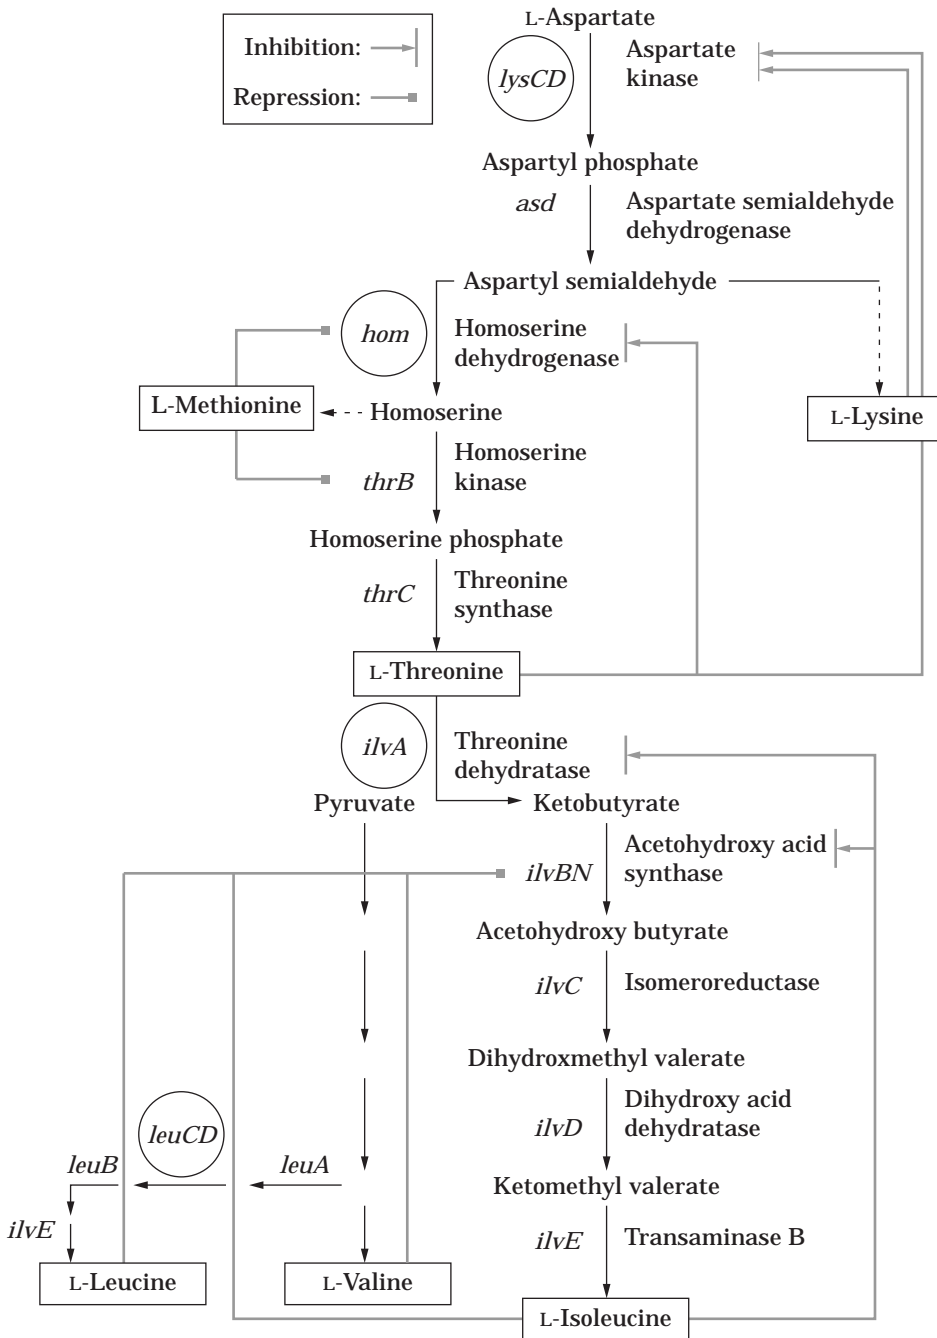 L-Aspartate
Inhibition:
Repression:
lysCD
Aspartate
kinase
Aspartyl phosphate
asd
Aspartate semialdehyde
dehydrogenase
Aspartyl semialdehyde
hom
Homoserine
dehydrogenase
L-Methionine
Homoserine
L-Lysine
thrB
Homoserine
kinase
Homoserine phosphate
thrC
Threonine
synthase
L-Threonine
ilvA
Threonine
dehydratase
Pyruvate
Ketobutyrate
ilvBN
Acetohydroxy acid
synthase
Acetohydroxy butyrate
ilvC
Isomeroreductase
Dihydroxmethyl valerate
ilvD
Dihydroxy acid
dehydratase
leuCD
leuB
leuA
Ketomethyl valerate
ilvE
ilvE
Transaminase B
L-Leucine
L-Valine
L-Isoleucine